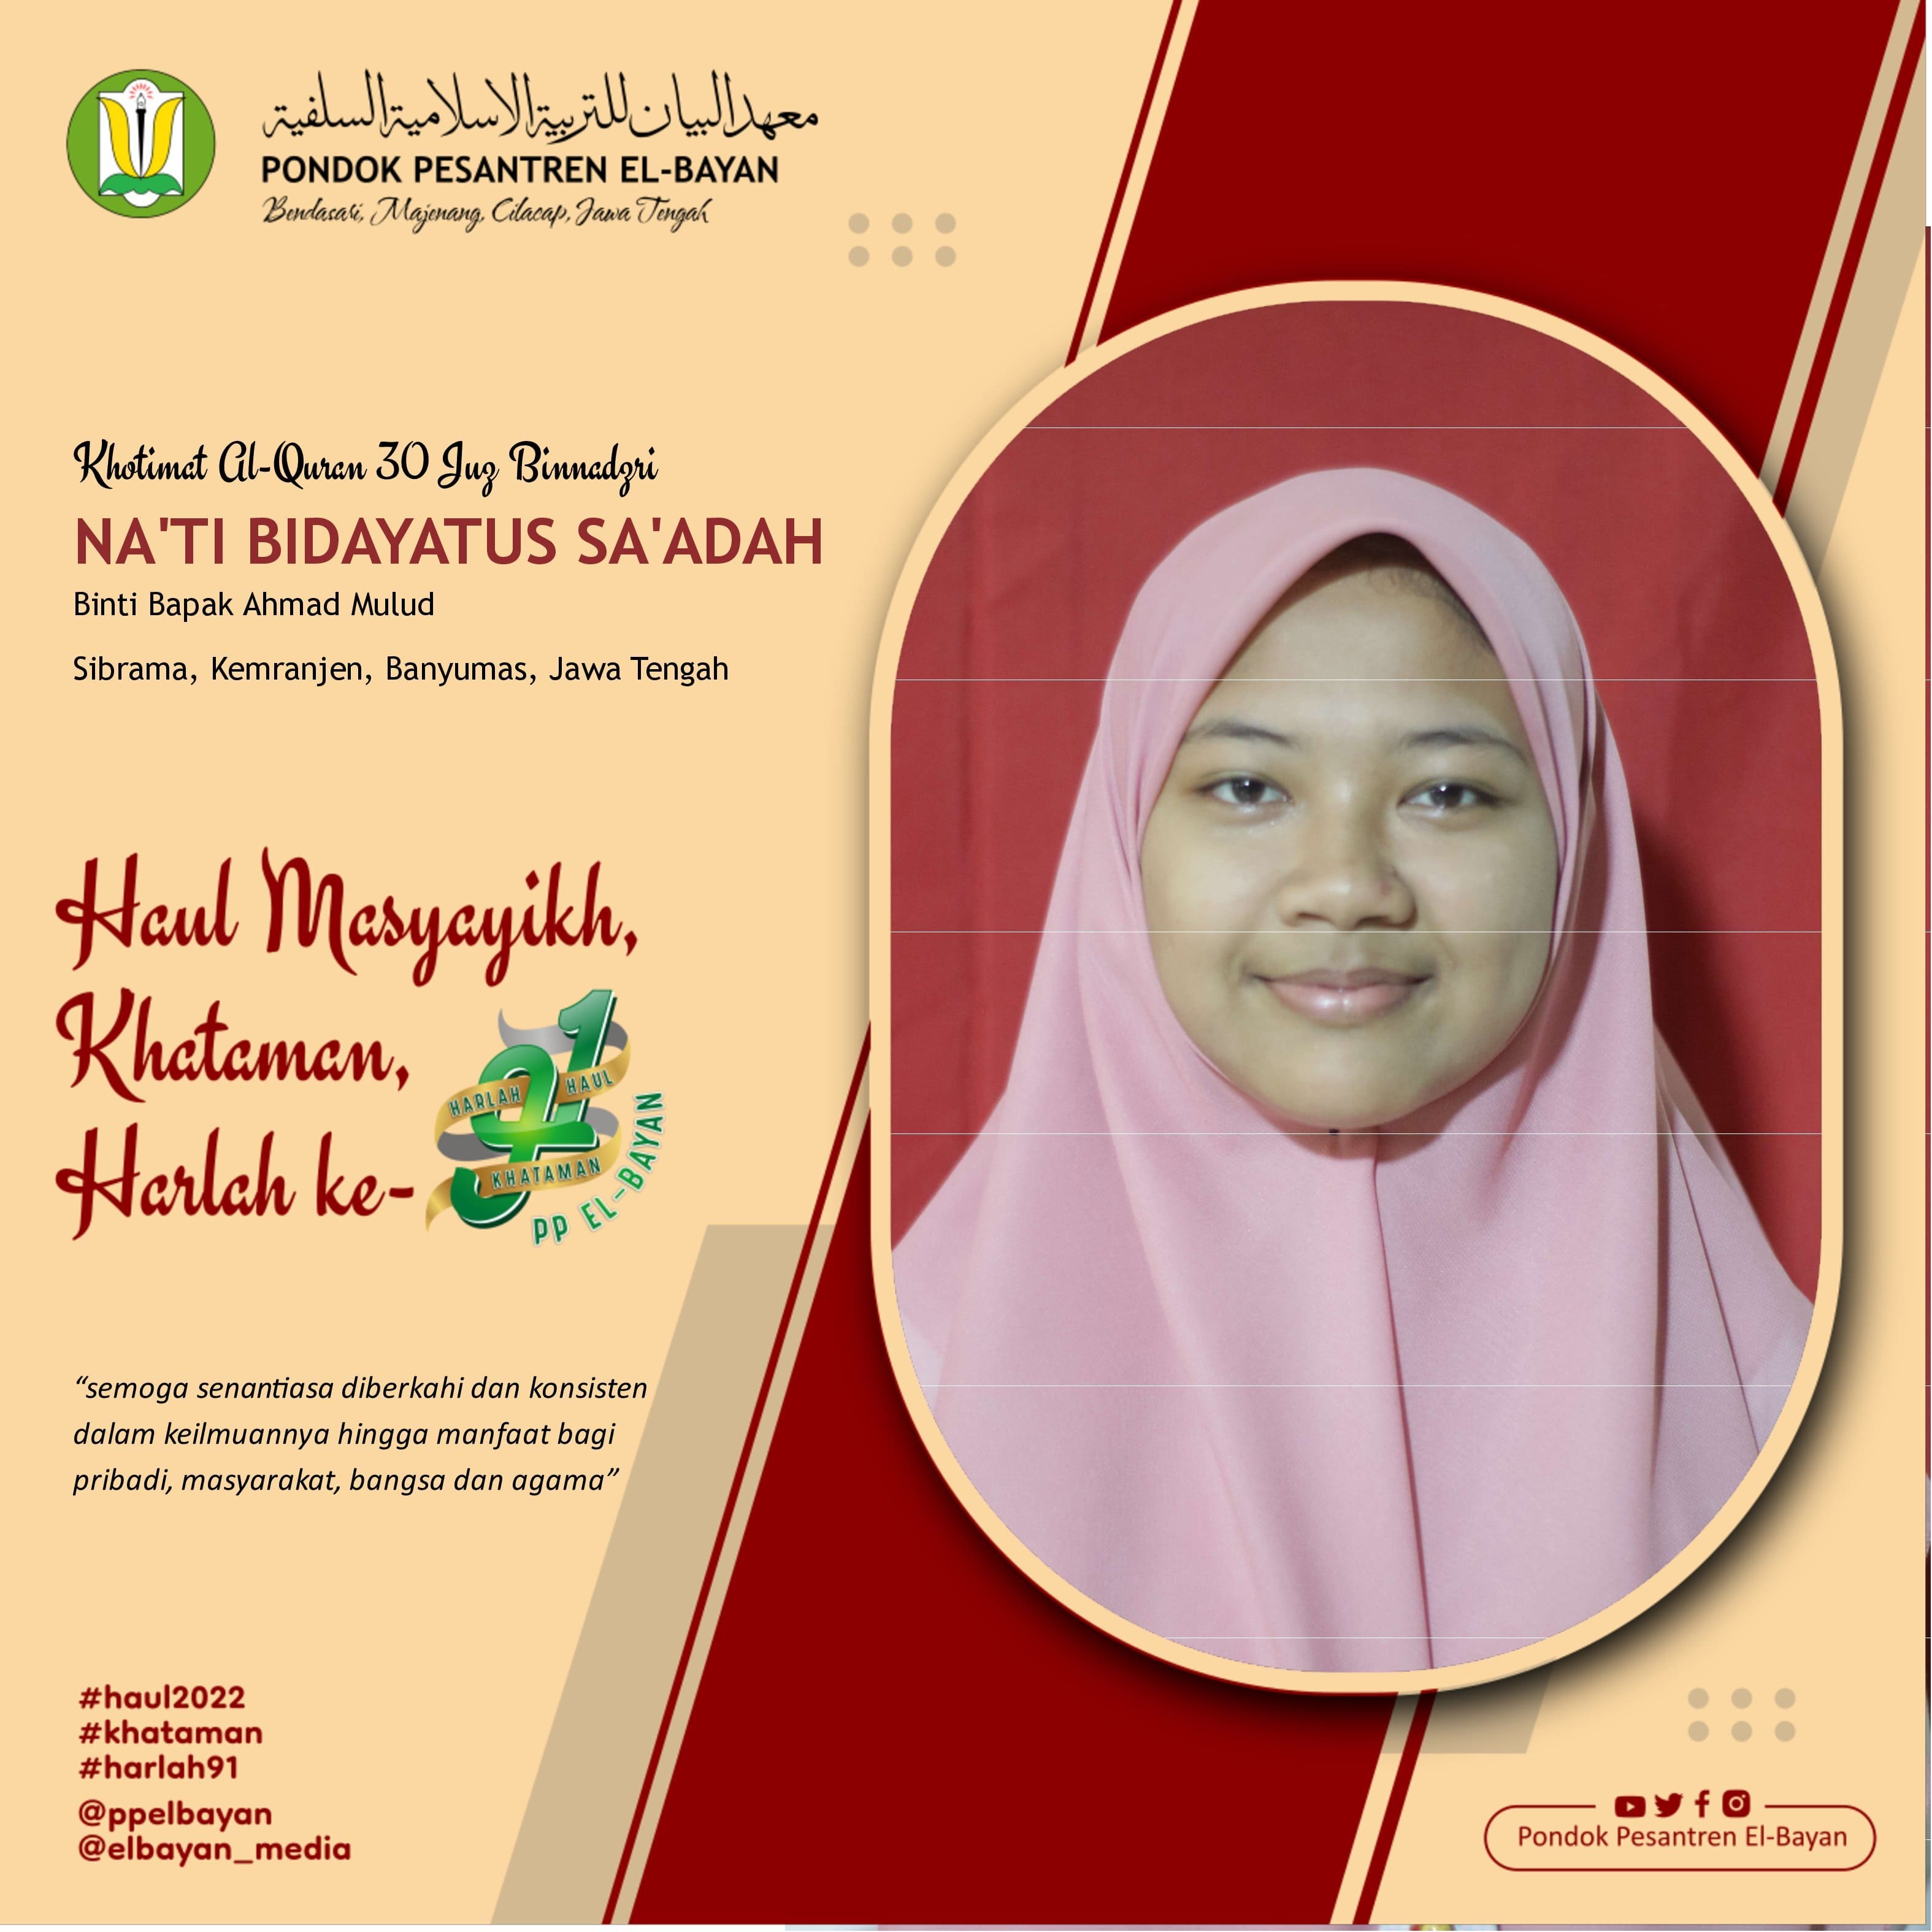 معهد البيان للتربية الاسلامية السلفية
PONDOK PESANTREN EL-BAYAN
Bendasari, Majenang, Cilacap, Jawa Tengah
Khotimat Al-Quran 30 Juz Binnadzri
NA'TI BIDAYATUS SA'ADAH
Binti Bapak Ahmad Mulud
Sibrama, Kemranjen, Banyumas, Jawa Tengah
Haul Masyayikh,
Khataman,
Harlah ke-
91
HARLAH HAUL
KHATAMAN
PP EL-BAYAN
“semoga senantiasa diberkahi dan konsisten
dalam keilmuannya hingga manfaat bagi
pribadi, masyarakat, bangsa dan agama”
#haul2022
#khataman
#harlah91
@ppelbayan
@elbayan_media
Pondok Pesantren El-Bayan